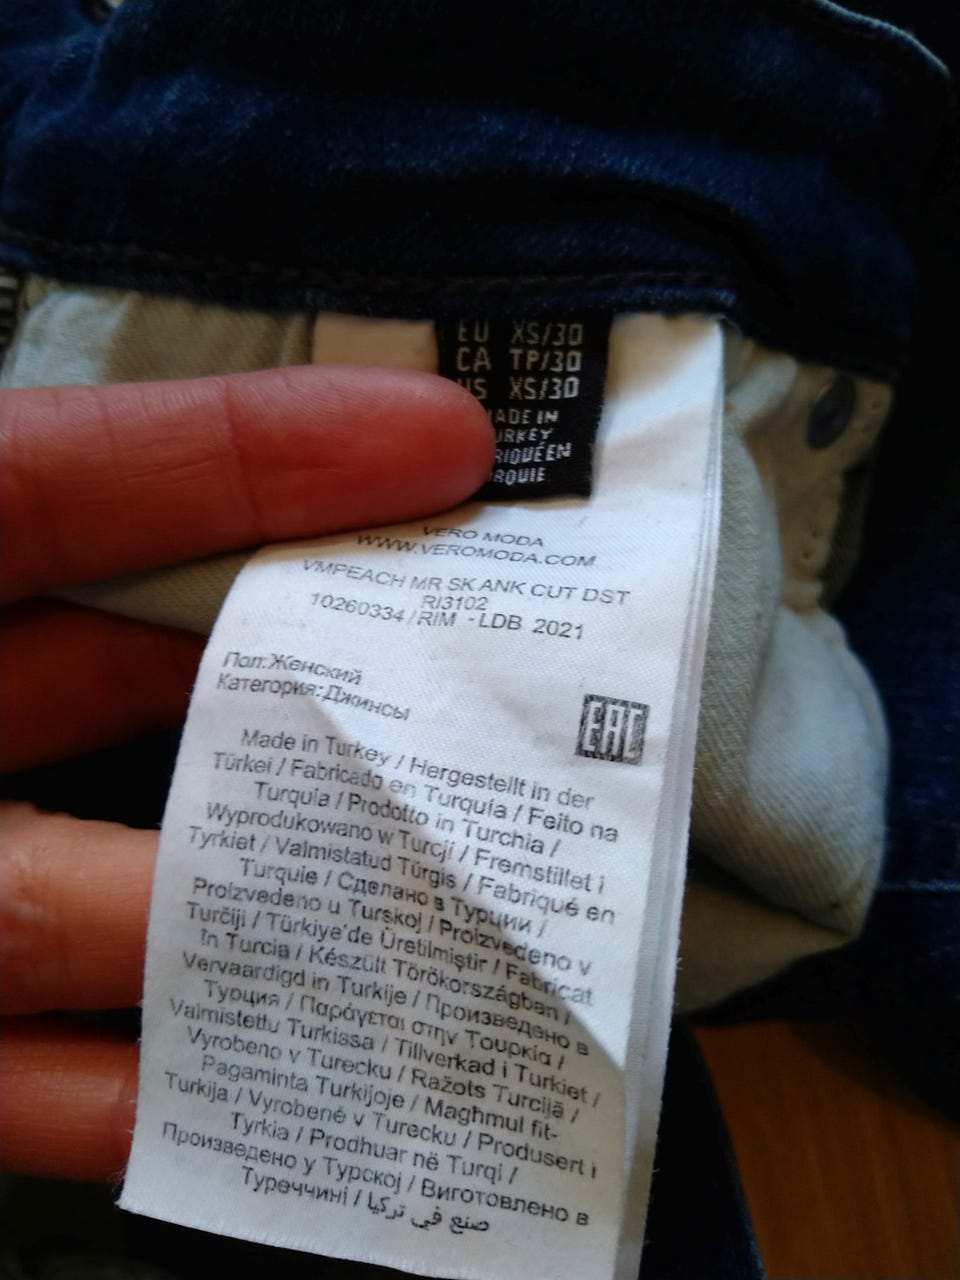 EU XS/30
CA TP/30
US XS/30
MADE IN
URKEY
RIQUÉEN
RQUIE
VERO MODA
WWW.VEROMODA.COM
VMPEACH MR SK ANK CUT DST
RI3102
10260334 / RIM - LDB 2021
Пол:Женский
Категория:Джинсы
EAC
Made in Turkey / Hergestellt in der
Türkei / Fabricado en Turquía / Feito na
Turquia / Prodotto in Turchia /
Wyprodukowano w Turcji / Fremstillet i
Tyrkiet / Valmistatud Türgis / Fabriqué en
Turquie / Сделано в Турции /
Proizvedeno u Turskoj / Proizvedeno v
Turčiji / Türkiye'de Üretilmiştir / Fabricat
în Turcia / Készült Törökországban /
Vervaardigd in Turkije / Произведено в
Турция / Παράγεται στην Τουρκία /
Valmistettu Turkissa / Tillverkad i Turkiet /
Vyrobeno v Turecku / Ražots Turcijā /
Pagaminta Turkijoje / Magħmul fit-
Turkija / Vyrobené v Turecku / Produsert i
Tyrkia / Prodhuar në Turqi /
Произведено у Турској / Виготовлено в
Туреччині / صنع في تركيا